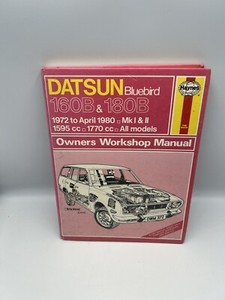 DATSUN Bluebird
Haynes
160B & 180B
1972 to April 1980 □ Mk I & II
1595 cc □ 1770 cc □ All models
Owners Workshop Manual